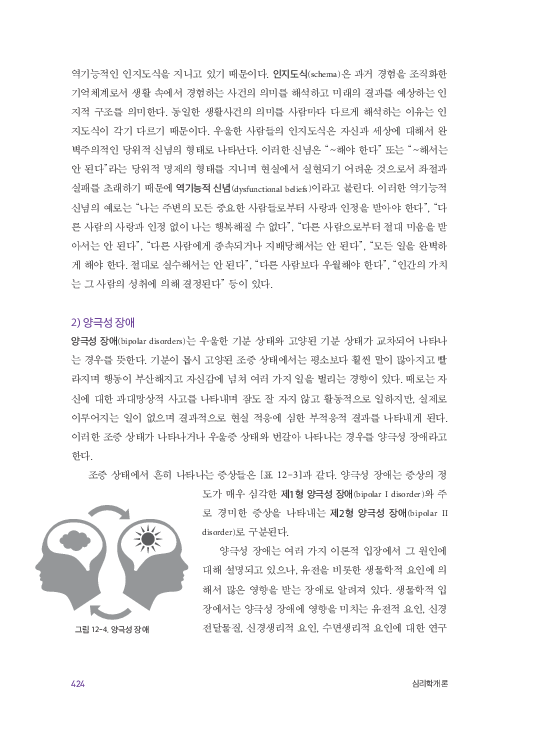 역기능적인 인지도식을 지니고 있기 때문이다. 인지도식(schema)은 과거 경험을 조직화한
기억체계로서 생활 속에서 경험하는 사건의 의미를 해석하고 미래의 결과를 예상하는 인
지적 구조를 의미한다. 동일한 생활사건의 의미를 사람마다 다르게 해석하는 이유는 인
지도식이 각기 다르기 때문이다. 우울한 사람들의 인지도식은 자신과 세상에 대해서 완
벽주의적인 당위적 신념의 형태로 나타난다. 이러한 신념은 “~해야 한다” 또는 “~해서는
안 된다”라는 당위적 명제의 형태를 지니며 현실에서 실현되기 어려운 것으로서 좌절과
실패를 초래하기 때문에 역기능적 신념(dysfunctional beliefs)이라고 불린다. 이러한 역기능적
신념의 예로는 “나는 주변의 모든 중요한 사람들로부터 사랑과 인정을 받아야 한다”, “다
른 사람의 사랑과 인정 없이 나는 행복해질 수 없다”, “다른 사람으로부터 절대 미움을 받
아서는 안 된다”, “다른 사람에게 종속되거나 지배당해서는 안 된다”, “모든 일을 완벽하
게 해야 한다. 절대로 실수해서는 안 된다”, “다른 사람보다 우월해야 한다”, “인간의 가치
는 그 사람의 성취에 의해 결정된다” 등이 있다.
2) 양극성 장애
양극성 장애(bipolar disorders)는 우울한 기분 상태와 고양된 기분 상태가 교차되어 나타나
는 경우를 뜻한다. 기분이 몹시 고양된 조증 상태에서는 평소보다 훨씬 말이 많아지고 빨
라지며 행동이 부산해지고 자신감에 넘쳐 여러 가지 일을 벌이는 경향이 있다. 때로는 자
신에 대한 과대망상적 사고를 나타내며 잠도 잘 자지 않고 활동적으로 일하지만, 실제로
이루어지는 일이 없으며 결과적으로 현실 적응에 심한 부적응적 결과를 나타내게 된다.
이러한 조증 상태가 나타나거나 우울증 상태와 번갈아 나타나는 경우를 양극성 장애라고
한다.
조증 상태에서 흔히 나타나는 증상들은 [표 12-3]과 같다. 양극성 장애는 증상의 정
도가 매우 심각한 제1형 양극성 장애(bipolar I disorder)와 주
로 경미한 증상을 나타내는 제2형 양극성 장애(bipolar II
disorder)로 구분된다.
양극성 장애는 여러 가지 이론적 입장에서 그 원인에
대해 설명되고 있으나, 유전을 비롯한 생물학적 요인에 의
해서 많은 영향을 받는 장애로 알려져 있다. 생물학적 입
장에서는 양극성 장애에 영향을 미치는 유전적 요인, 신경
전달물질, 신경생리적 요인, 수면생리적 요인에 대한 연구
그림 12-4. 양극성 장애
424
심리학개론